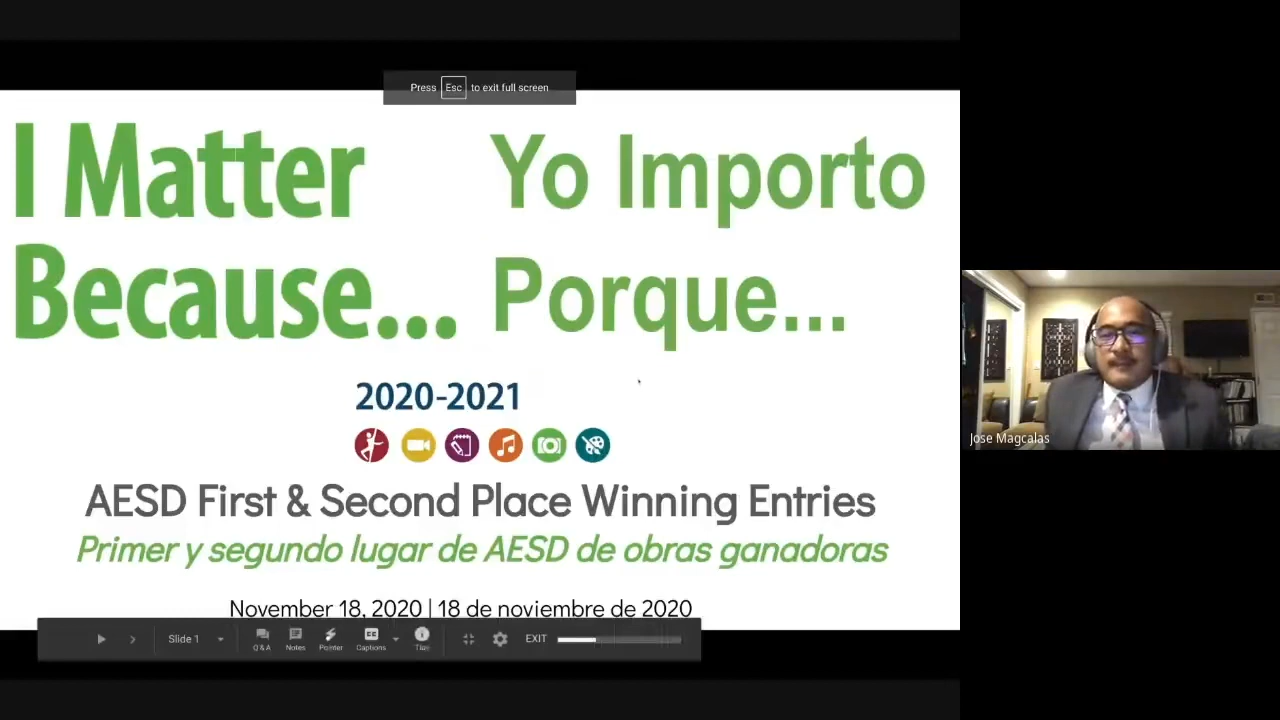 Press Esc to exit full screen
I Matter
Because...
Yo Importo
Porque...
2020-2021
AESD First & Second Place Winning Entries
Primer y segundo lugar de AESD de obras ganadoras
November 18, 2020 | 18 de noviembre de 2020
Slide 1
Q & A
Notes
Pointer
Captions
Tips
EXIT
Jose Magcalas